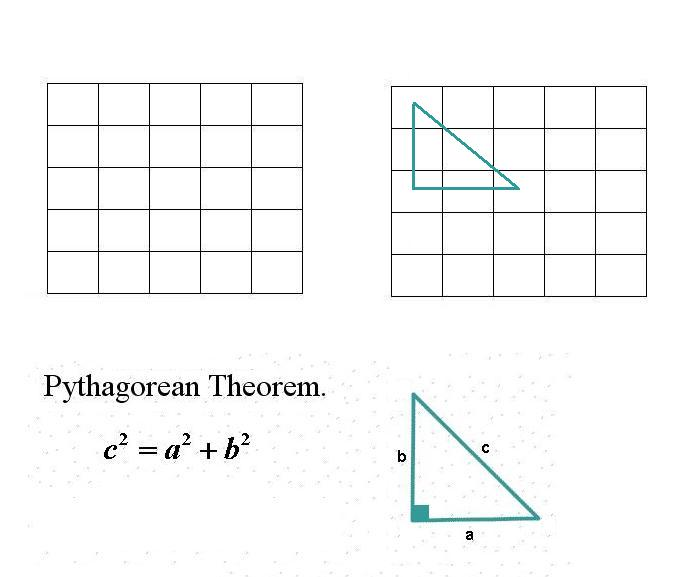 Pythagorean Theorem.
c² = a² + b²
b
c
a